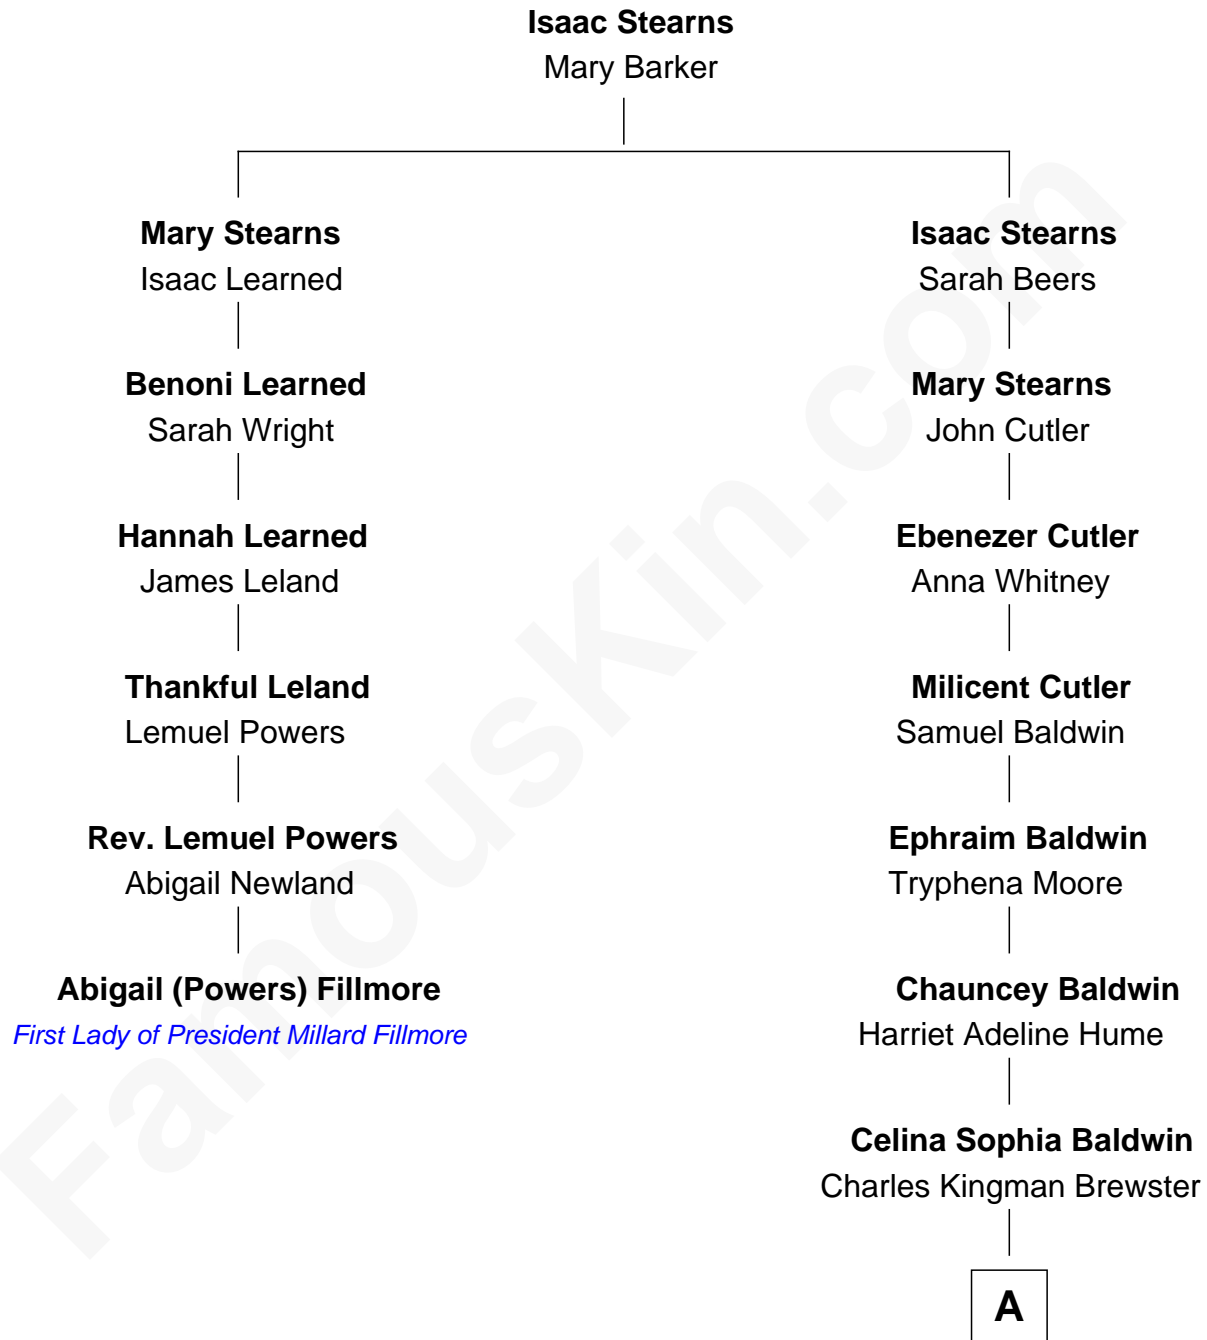 Isaac Stearns
Mary Barker
Mary Stearns
Isaac Learned
Isaac Stearns
Sarah Beers
Benoni Learned
Sarah Wright
Mary Stearns
John Cutler
Hannah Learned
James Leland
Ebenezer Cutler
Anna Whitney
Thankful Leland
Lemuel Powers
Milicent Cutler
Samuel Baldwin
Rev. Lemuel Powers
Abigail Newland
Ephraim Baldwin
Tryphena Moore
Abigail (Powers) Fillmore
First Lady of President Millard Fillmore
Chauncey Baldwin
Harriet Adeline Hume
Celina Sophia Baldwin
Charles Kingman Brewster
A
FamousKin.com